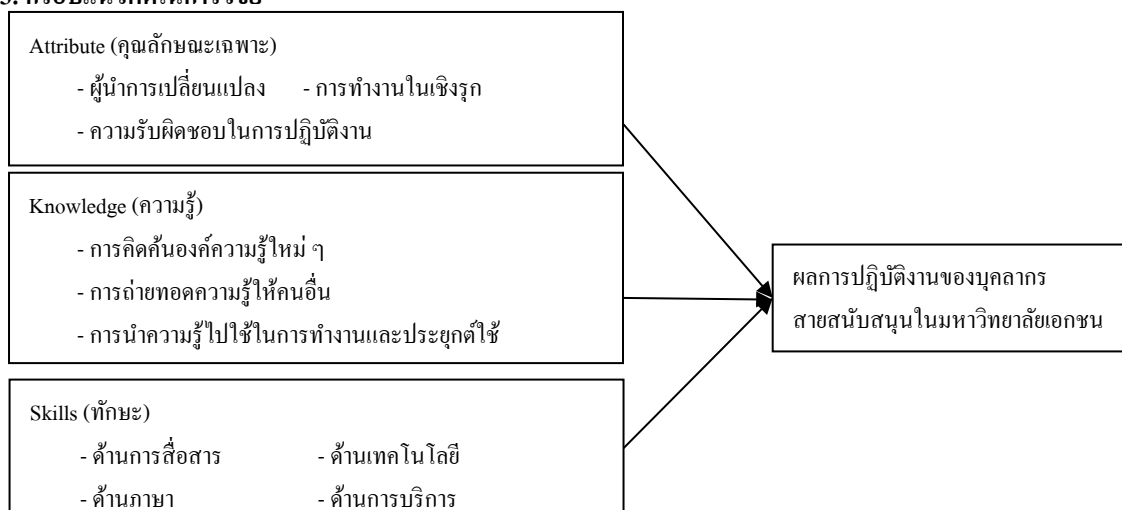 Attribute (คุณลักษณะเฉพาะ)
- ผู้นำการเปลี่ยนแปลง - การทำงานในเชิงรุก
- ความรับผิดชอบในการปฏิบัติงาน
Knowledge (ความรู้)
- การคิดค้นองค์ความรู้ใหม่ ๆ
- การถ่ายทอดความรู้ให้คนอื่น
- การนำความรู้ไปใช้ในการทำงานและประยุกต์ใช้
ผลการปฏิบัติงานของบุคลากร
สายสนับสนุนในมหาวิทยาลัยเอกชน
Skills (ทักษะ)
- ด้านการสื่อสาร - ด้านเทคโนโลยี
- ด้านภาษา - ด้านการบริการ